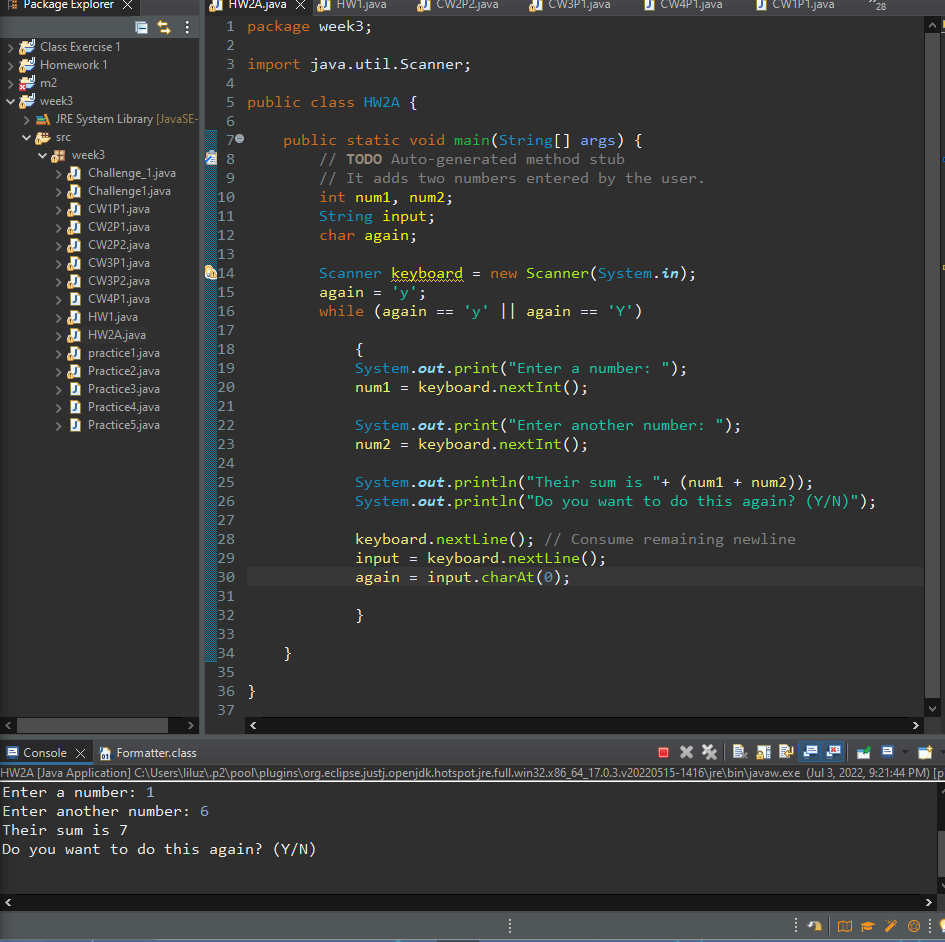 Package Explorer
HW2A.java
HW1.java
CW2P2.java
CW3P1.java
CW4P1.java
CW1P1.java
28
Class Exercise 1
Homework 1
m2
week3
JRE System Library [JavaSE-
src
week3
Challenge_1.java
Challenge1.java
CW1P1.java
CW2P1.java
CW2P2.java
CW3P1.java
CW3P2.java
CW4P1.java
HW1.java
HW2A.java
practice1.java
Practice2.java
Practice3.java
Practice4.java
Practice5.java
1 package week3;
2
3 import java.util.Scanner;
4
5 public class HW2A {
6
7 public static void main(String[] args) {
8 // TODO Auto-generated method stub
9 // It adds two numbers entered by the user.
10 int num1, num2;
11 String input;
12 char again;
13
14 Scanner keyboard = new Scanner(System.in);
15 again = 'y';
16 while (again == 'y' || again == 'Y')
17
18 {
19 System.out.print("Enter a number: ");
20 num1 = keyboard.nextInt();
21
22 System.out.print("Enter another number: ");
23 num2 = keyboard.nextInt();
24
25 System.out.println("Their sum is "+ (num1 + num2));
26 System.out.println("Do you want to do this again? (Y/N)");
27
28 keyboard.nextLine(); // Consume remaining newline
29 input = keyboard.nextLine();
30 again = input.charAt(0);
31
32 }
33
34 }
35
36 }
37
Console
Formatter.class
HW2A [Java Application] C:\Users\liluz\.p2\pool\plugins\org.eclipse.justj.openjdk.hotspot.jre.full.win32.x86_64_17.0.3.v20220515-1416\jre\bin\javaw.exe (Jul 3, 2022, 9:21:44 PM) [p
Enter a number: 1
Enter another number: 6
Their sum is 7
Do you want to do this again? (Y/N)